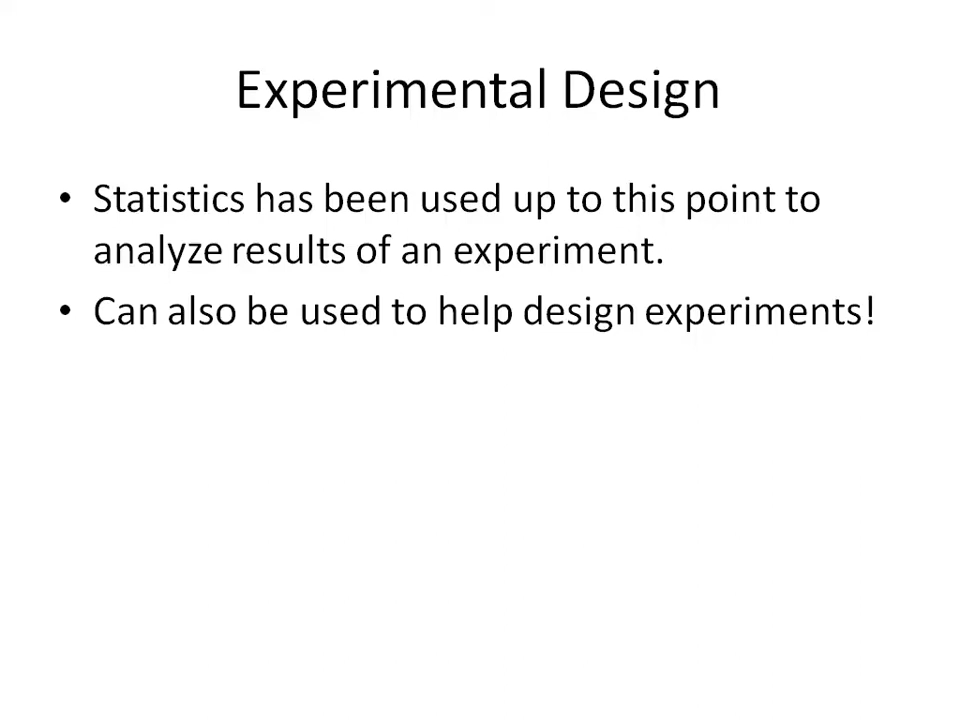 Experimental Design
• Statistics has been used up to this point to
analyze results of an experiment.
• Can also be used to help design experiments!